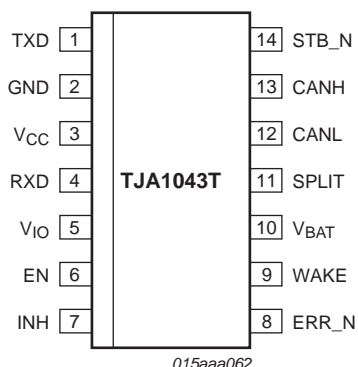 TXD 1 14 STB_N
GND 2 13 CANH
VCC 3 12 CANL
RXD 4 TJA1043T 11 SPLIT
VIO 5 10 VBAT
EN 6 9 WAKE
INH 7 8 ERR_N
015aaa062